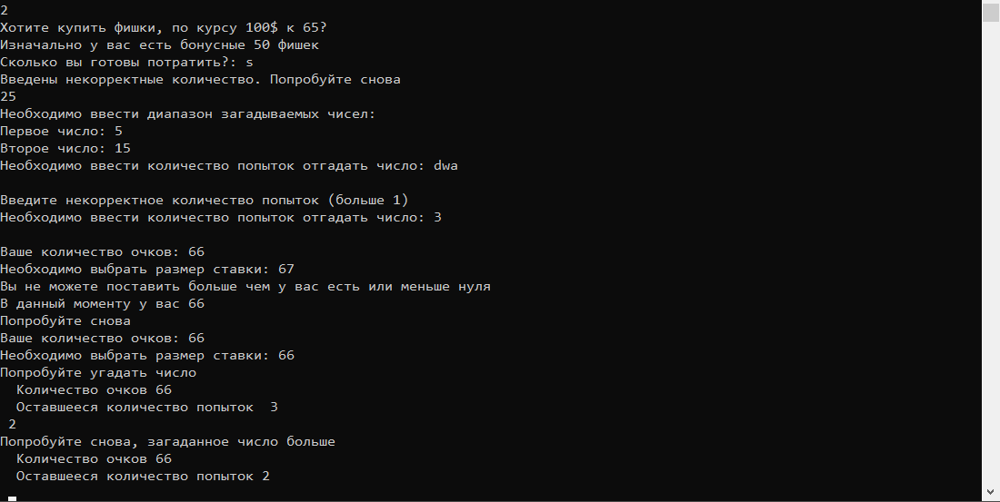 2
Хотите купить фишки, по курсу 100$ к 65?
Изначально у вас есть бонусные 50 фишек
Сколько вы готовы потратить?: s
Введены некорректные количество. Попробуйте снова
25
Необходимо ввести диапазон загадываемых чисел:
Первое число: 5
Второе число: 15
Необходимо ввести количество попыток отгадать число: dwa
Введите некорректное количество попыток (больше 1)
Необходимо ввести количество попыток отгадать число: 3
Ваше количество очков: 66
Необходимо выбрать размер ставки: 67
Вы не можете поставить больше чем у вас есть или меньше нуля
В данный моменту у вас 66
Попробуйте снова
Ваше количество очков: 66
Необходимо выбрать размер ставки: 66
Попробуйте угадать число
Количество очков 66
Оставшееся количество попыток  3
2
Попробуйте снова, загаданное число больше
Количество очков 66
Оставшееся количество попыток 2